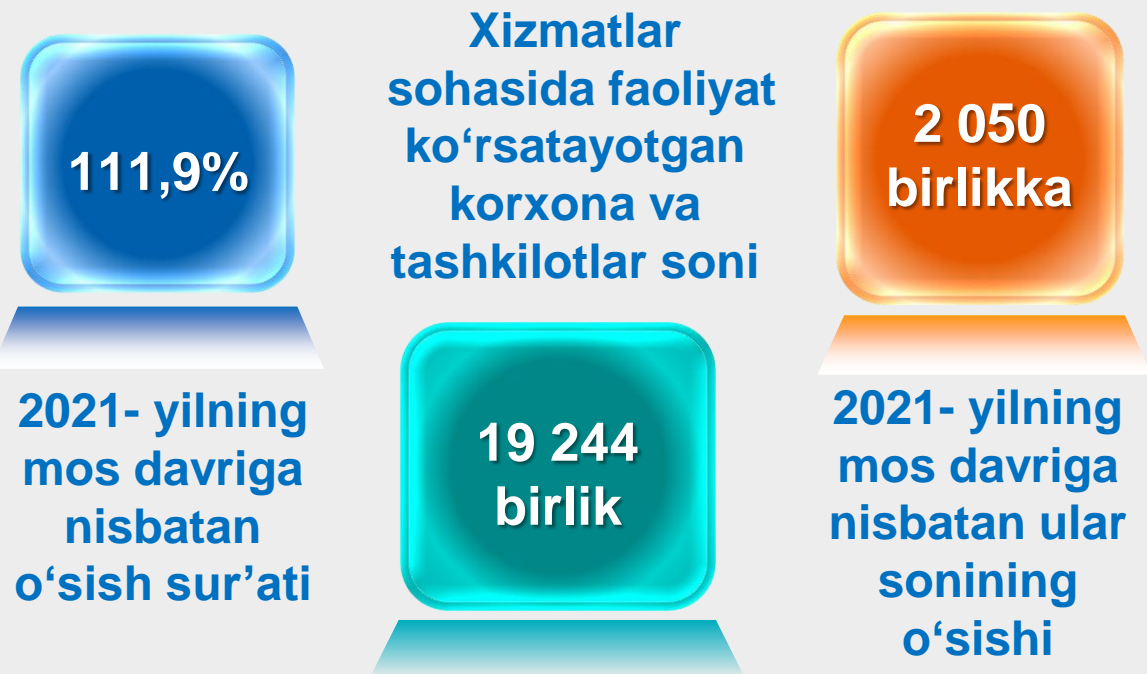 111,9%
2021- yilning
mos davriga
nisbatan
o‘sish sur’ati
Xizmatlar
sohasida faoliyat
ko‘rsatayotgan
korxona va
tashkilotlar soni
19 244
birlik
2 050
birlikka
2021- yilning
mos davriga
nisbatan ular
sonining
o‘sishi